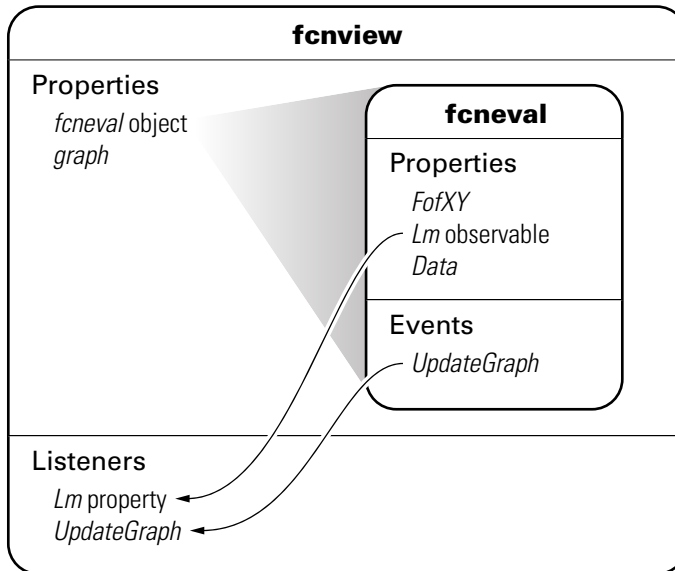 fcnview
Properties
fcneval object
graph
fcneval
Properties
FofXY
Lm observable
Data
Events
UpdateGraph
Listeners
Lm property
UpdateGraph